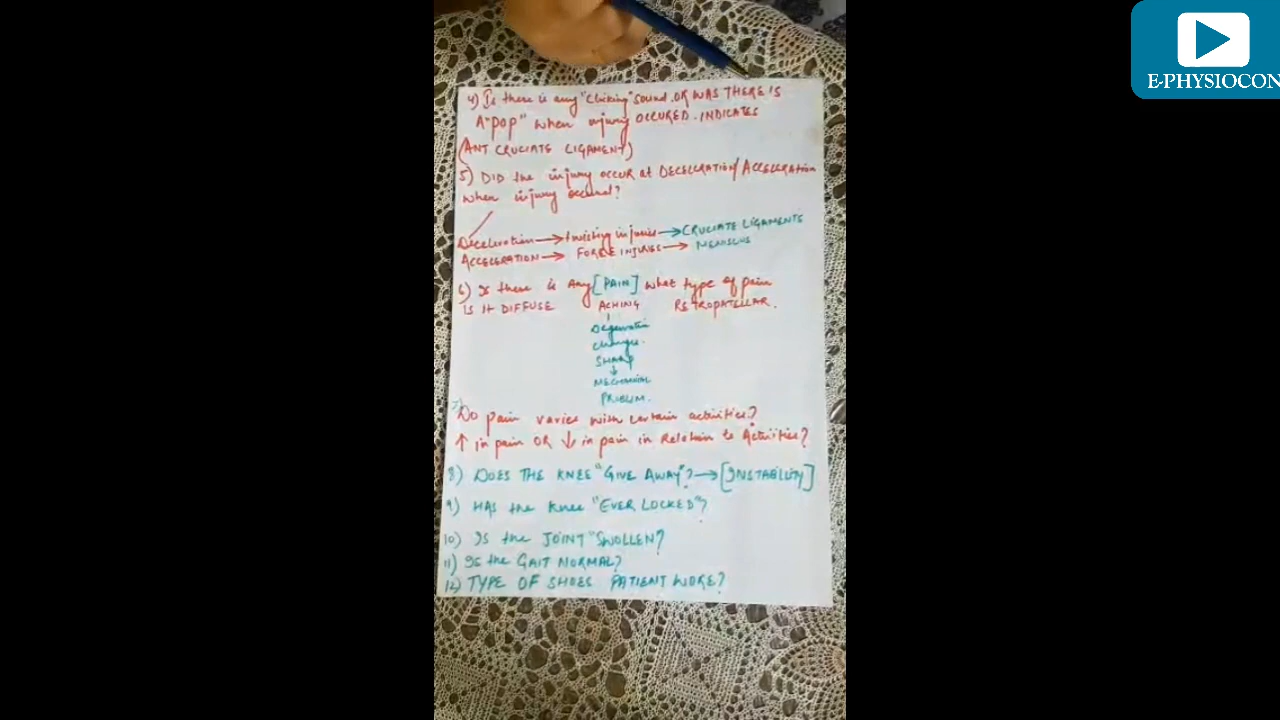 E-PHYSIOCON
4) Is there is any "Clicking" sound. OR WAS THERE IS
A "POP" when injury OCCURED. INDICATES
(ANT CRUCIATE LIGAMENT)
5) DID the injury OCCUR at DECELERATION/ACCELERATION
when injury occured?
Deceleration → twisting injuries → CRUCIATE LIGAMENTS
ACCELERATION → FORCE INJURIES → MENISCUS
6) Is there is Any [PAIN] what type of pain
IS It DIFFUSE ACHING RETROPATELLAR.
Degenerative
changes.
SHARP
↓
MECHANICAL
PROBLEM.
7) Do pain varies with certain activities?
↑ in pain OR ↓ in pain in Relation to Activities?
8) DOES THE KNEE "GIVE AWAY"? → [INSTABILITY]
9) HAS the Knee "EVER LOCKED"?
10) IS the JOINT "SWOLLEN?
11) Is the GAIT NORMAL?
12) TYPE OF SHOES PATIENT WORE?